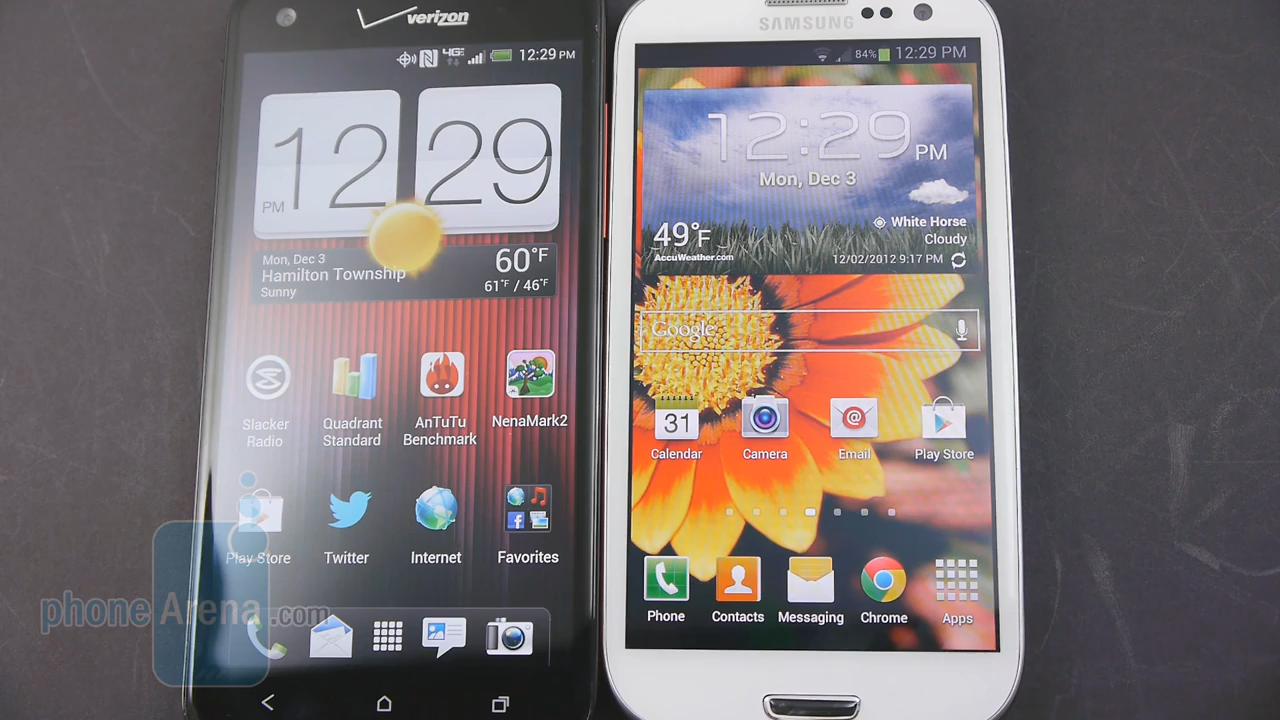 verizon
4G
12:29 PM
12 29
PM
Mon, Dec 3
Hamilton Township
Sunny
60°F
61°F / 46°F
Slacker Radio
Quadrant Standard
AnTuTu Benchmark
NenaMark2
Play Store
Twitter
Internet
Favorites
phoneArena.com
SAMSUNG
84% 12:29 PM
12:29 PM
Mon, Dec 3
49°F
AccuWeather.com
White Horse
Cloudy
12/02/2012 9:17 PM
Google
31
Calendar
Camera
@
Email
Play Store
Phone
Contacts
Messaging
Chrome
Apps